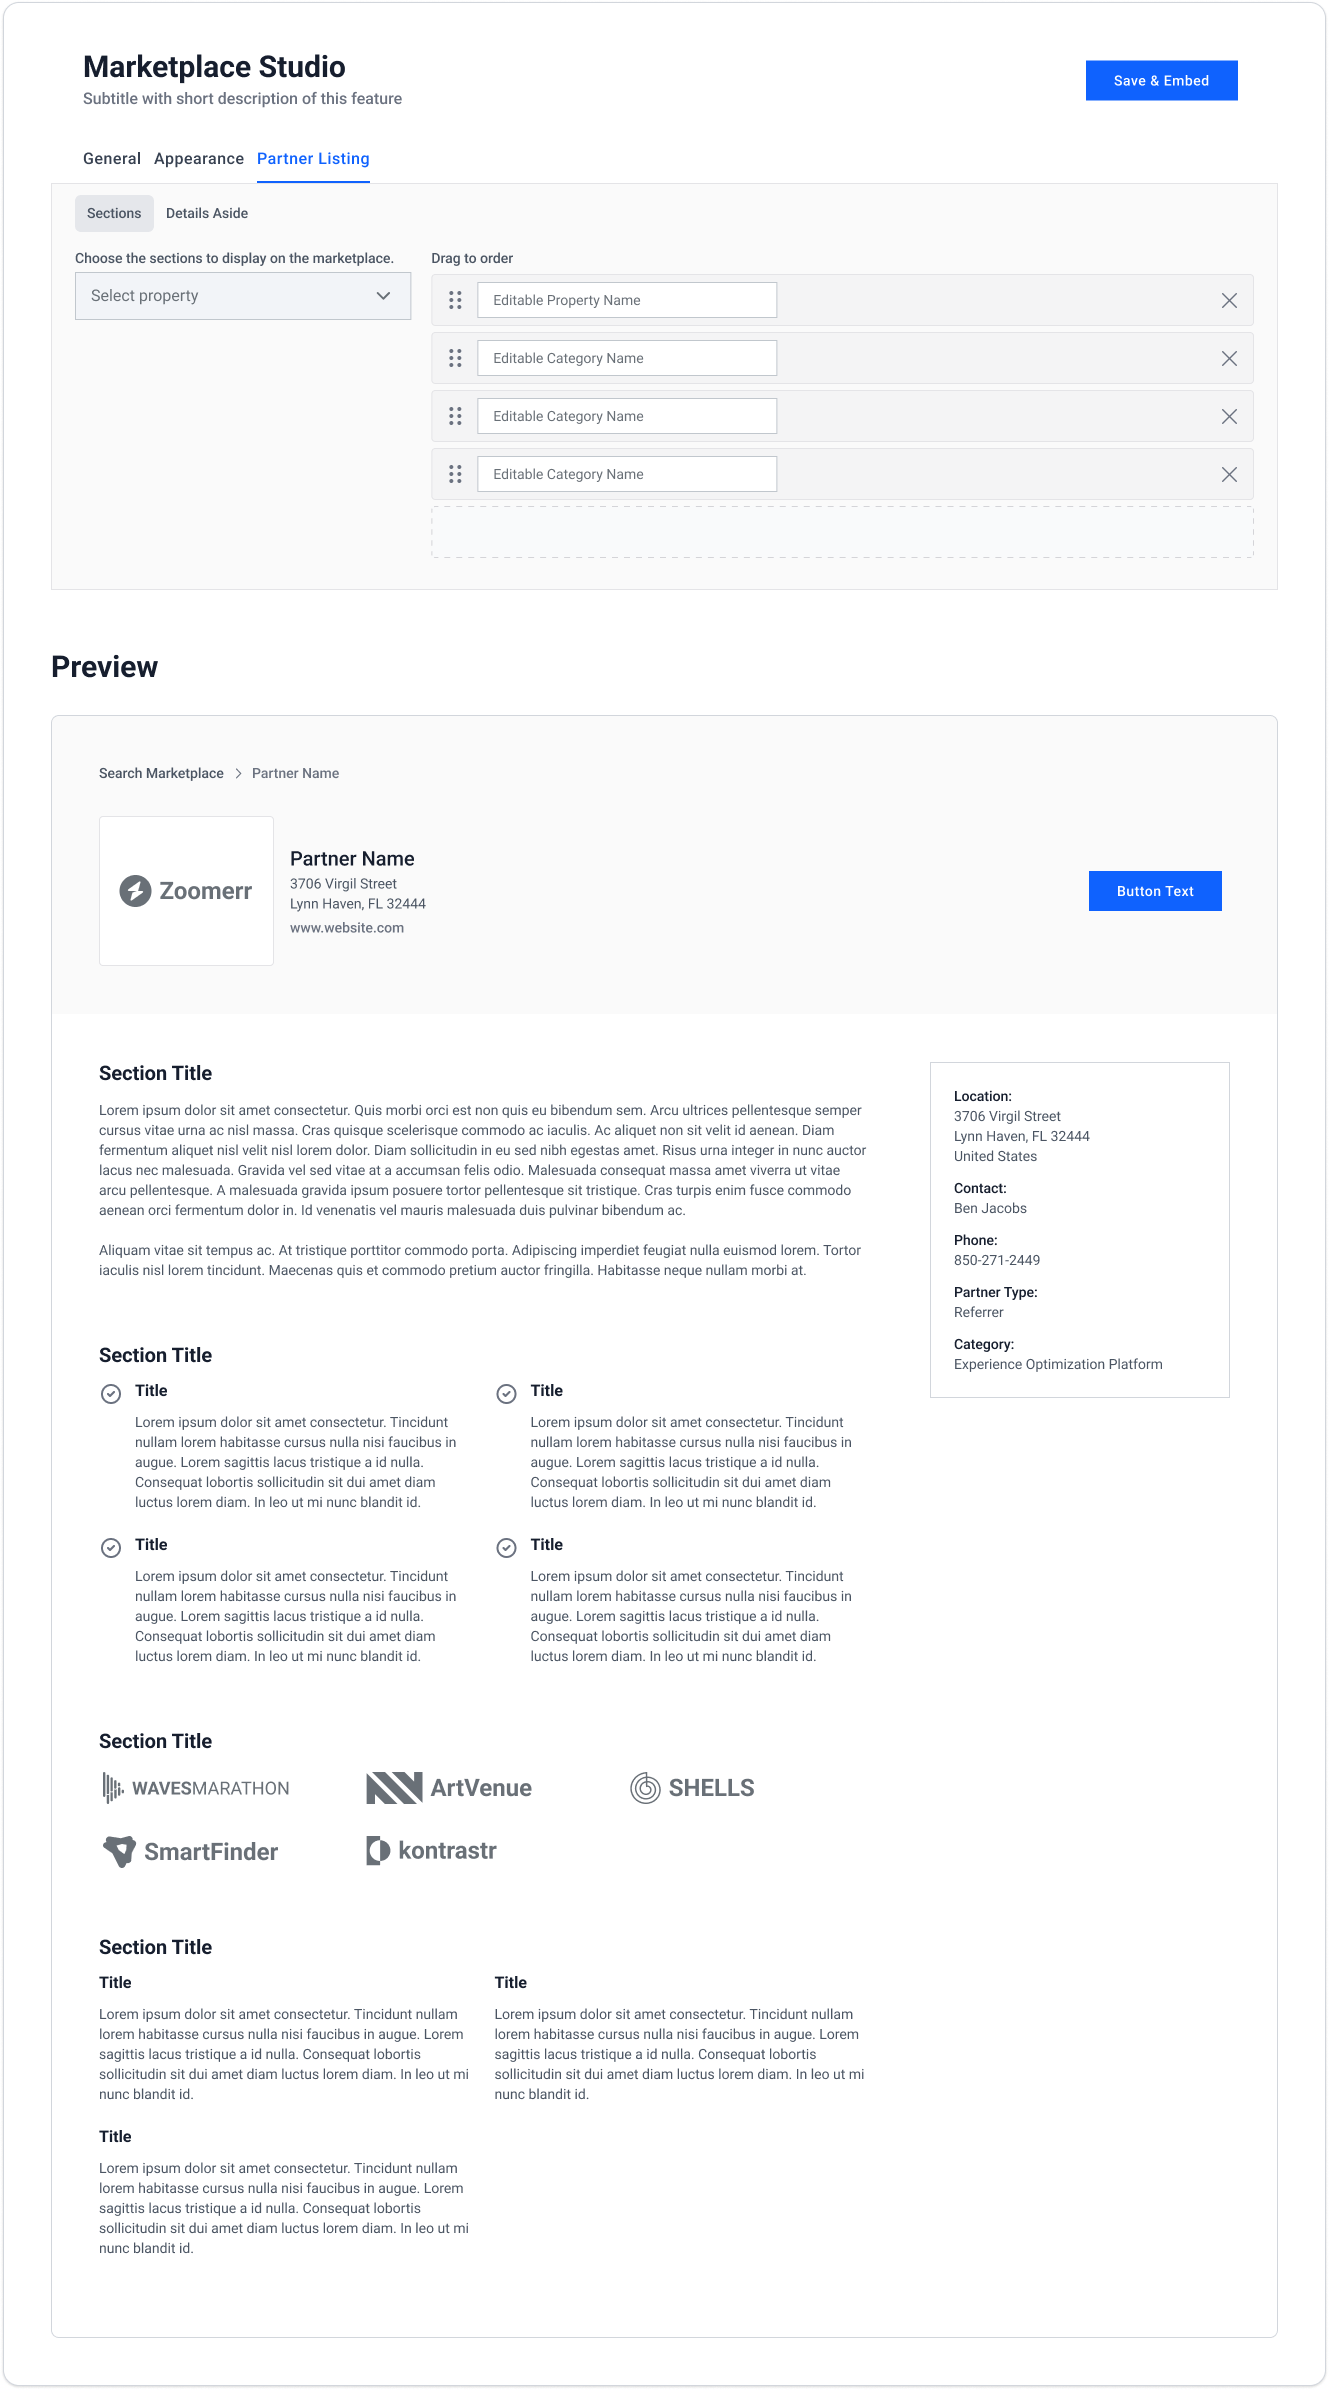 Marketplace Studio
Subtitle with short description of this feature
Save & Embed
General Appearance Partner Listing
Sections Details Aside
Choose the sections to display on the marketplace.
Select property
Drag to order
Editable Property Name
Editable Category Name
Editable Category Name
Editable Category Name
Preview
Search Marketplace Partner Name
Zoomerr
Partner Name
3706 Virgil Street
Lynn Haven, FL 32444
www.website.com
Button Text
Section Title
Lorem ipsum dolor sit amet consectetur. Quis morbi orci est non quis eu bibendum sem. Arcu ultrices pellentesque semper
cursus vitae urna ac nisl massa. Cras quisque scelerisque commodo ac iaculis. Ac aliquet non sit velit id aenean. Diam
fermentum aliquet nisl velit nisl lorem dolor. Diam sollicitudin in eu sed nibh egestas amet. Risus urna integer in nunc auctor
lacus nec malesuada. Gravida vel sed vitae at a accumsan felis odio. Malesuada consequat massa amet viverra ut vitae
arcu pellentesque. A malesuada gravida ipsum posuere tortor pellentesque sit tristique. Cras turpis enim fusce commodo
aenean orci fermentum dolor in. Id venenatis vel mauris malesuada duis pulvinar bibendum ac.
Aliquam vitae sit tempus ac. At tristique porttitor commodo porta. Adipiscing imperdiet feugiat nulla euismod lorem. Tortor
iaculis nisl lorem tincidunt. Maecenas quis et commodo pretium auctor fringilla. Habitasse neque nullam morbi at.
Location:
3706 Virgil Street
Lynn Haven, FL 32444
United States
Contact:
Ben Jacobs
Phone:
850-271-2449
Partner Type:
Referrer
Category:
Experience Optimization Platform
Section Title
Title
Lorem ipsum dolor sit amet consectetur. Tincidunt
nullam lorem habitasse cursus nulla nisi faucibus in
augue. Lorem sagittis lacus tristique a id nulla.
Consequat lobortis sollicitudin sit dui amet diam
luctus lorem diam. In leo ut mi nunc blandit id.
Title
Lorem ipsum dolor sit amet consectetur. Tincidunt
nullam lorem habitasse cursus nulla nisi faucibus in
augue. Lorem sagittis lacus tristique a id nulla.
Consequat lobortis sollicitudin sit dui amet diam
luctus lorem diam. In leo ut mi nunc blandit id.
Title
Lorem ipsum dolor sit amet consectetur. Tincidunt
nullam lorem habitasse cursus nulla nisi faucibus in
augue. Lorem sagittis lacus tristique a id nulla.
Consequat lobortis sollicitudin sit dui amet diam
luctus lorem diam. In leo ut mi nunc blandit id.
Title
Lorem ipsum dolor sit amet consectetur. Tincidunt
nullam lorem habitasse cursus nulla nisi faucibus in
augue. Lorem sagittis lacus tristique a id nulla.
Consequat lobortis sollicitudin sit dui amet diam
luctus lorem diam. In leo ut mi nunc blandit id.
Section Title
WAVESMARATHON
ArtVenue
SHELLS
SmartFinder
kontrastr
Section Title
Title
Lorem ipsum dolor sit amet consectetur. Tincidunt nullam
lorem habitasse cursus nulla nisi faucibus in augue. Lorem
sagittis lacus tristique a id nulla. Consequat lobortis
sollicitudin sit dui amet diam luctus lorem diam. In leo ut mi
nunc blandit id.
Title
Lorem ipsum dolor sit amet consectetur. Tincidunt nullam
lorem habitasse cursus nulla nisi faucibus in augue. Lorem
sagittis lacus tristique a id nulla. Consequat lobortis
sollicitudin sit dui amet diam luctus lorem diam. In leo ut mi
nunc blandit id.
Title
Lorem ipsum dolor sit amet consectetur. Tincidunt nullam
lorem habitasse cursus nulla nisi faucibus in augue. Lorem
sagittis lacus tristique a id nulla. Consequat lobortis
sollicitudin sit dui amet diam luctus lorem diam. In leo ut mi
nunc blandit id.